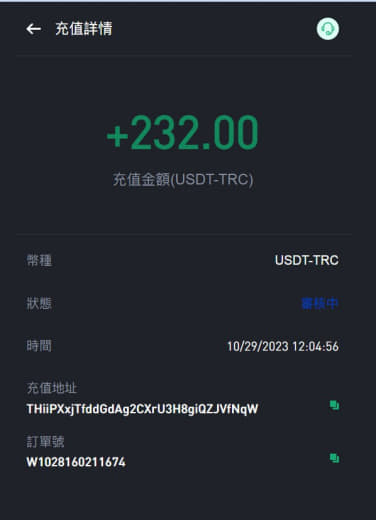 充值詳情
+232.00
充值金額(USDT-TRC)
幣種 USDT-TRC
狀態 審核中
時間 10/29/2023 12:04:56
充值地址
THiiPXxjTfddGdAg2CXrU3H8giQZJVfNqW
訂單號
W1028160211674